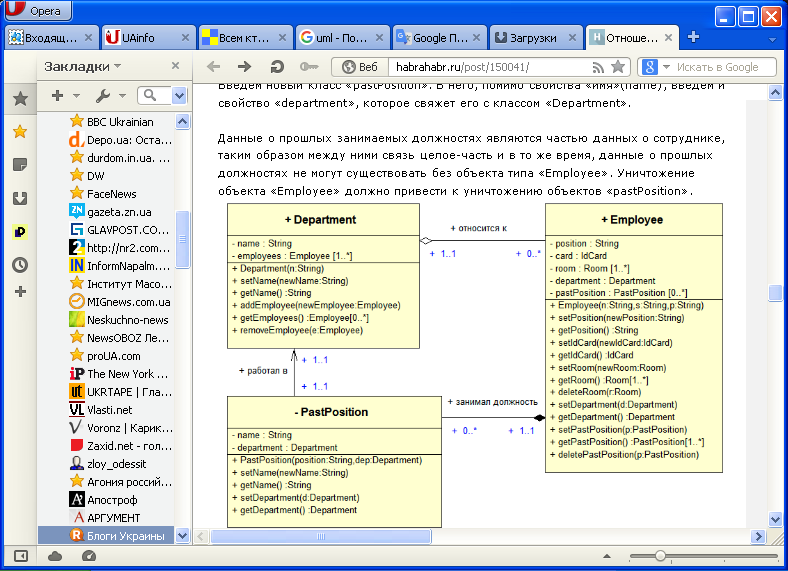 Opera
Входящ...
UAinfo
Всем кт...
uml - По...
Google П...
Загрузки
Отноше...
Закладки
Веб
habrahabr.ru/post/150041/
Искать в Google
BBC Ukrainian
Depo.ua: Оста...
durdom.in.ua. ...
DW
FaceNews
gazeta.zn.ua
GLAVPOST.CO...
http://nr2.com...
InformNapalm....
Інститут Масо...
MIGnews.com.ua
Neskuchno-news
NewsOBOZ Ле...
proUA.com
The New York ...
UKRTAPE | Гла...
Vlasti.net
Voronz | Карик...
Zaxid.net - гол...
zloy_odessit
Агония россий...
Апостроф
АРГУМЕНТ
Блоги Украины
Введем новый класс «pastPosition». В него, помимо свойства «имя»(name), введем и
свойство «department», которое свяжет его с классом «Department».
Данные о прошлых занимаемых должностях являются частью данных о сотруднике,
таким образом между ними связь целое-часть и в то же время, данные о прошлых
должностях не могут существовать без объекта типа «Employee». Уничтожение
объекта «Employee» должно привести к уничтожению объектов «pastPosition».
+ Department
- name : String
- employees : Employee [1..*]
+ Department(n:String)
+ setName(newName:String)
+ getName() :String
+ addEmployee(newEmployee:Employee)
+ getEmployees() :Employee[0..*]
+ removeEmployee(e:Employee)
+ относится к
+ 1..1
+ 0..*
+ Employee
- position : String
- card : IdCard
- room : Room [1..*]
- department : Department
- pastPosition : PastPosition [0..*]
+ Employee(n:String,s:String,p:String)
+ setPosition(newPosition:String)
+ getPosition() :String
+ setIdCard(newIdCard:IdCard)
+ getIdCard() :IdCard
+ setRoom(newRoom:Room)
+ getRoom() :Room[1..*]
+ deleteRoom(r:Room)
+ setDepartment(d:Department)
+ getDepartment() :Department
+ setPastPosition(p:PastPosition)
+ getPastPosition() :PastPosition[1..*]
+ deletePastPosition(p:PastPosition)
+ 1..1
+ работал в
+ 1..1
+ занимал должность
+ 0..*
+ 1..1
- PastPosition
- name : String
- department : Department
+ PastPosition(position:String,dep:Department)
+ setName(newName:String)
+ getName() :String
+ setDepartment(d:Department)
+ getDepartment() :Department